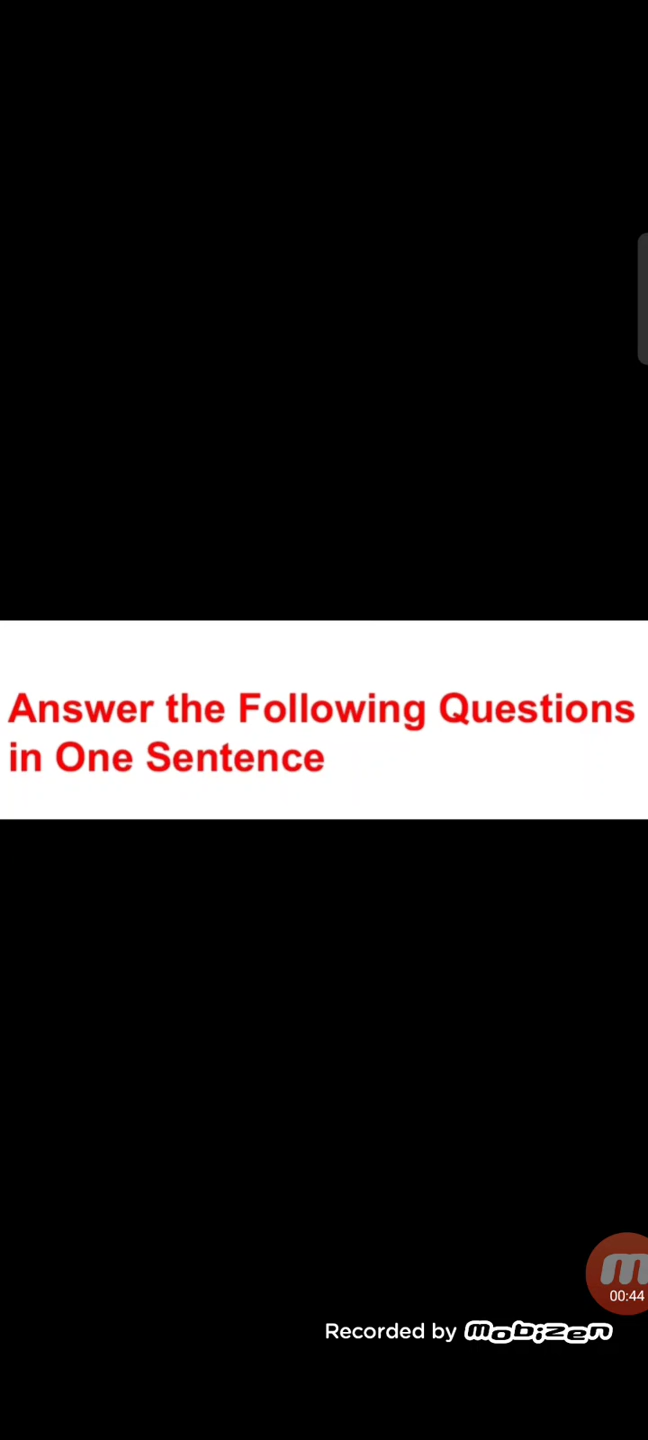 Answer the Following Questions
in One Sentence
00:44
Recorded by mobizen